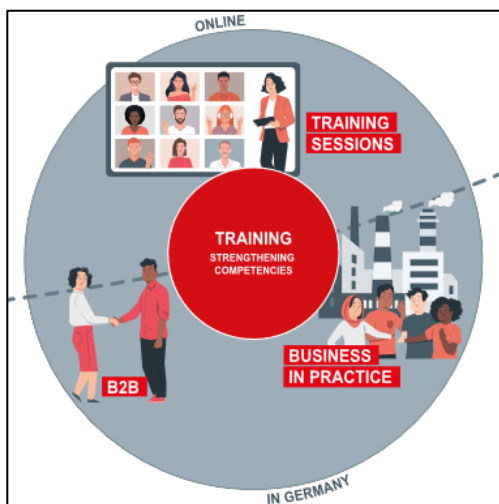 ONLINE
TRAINING
SESSIONS
TRAINING
STRENGTHENING
COMPETENCIES
BUSINESS
IN PRACTICE
B2B
IN GERMANY